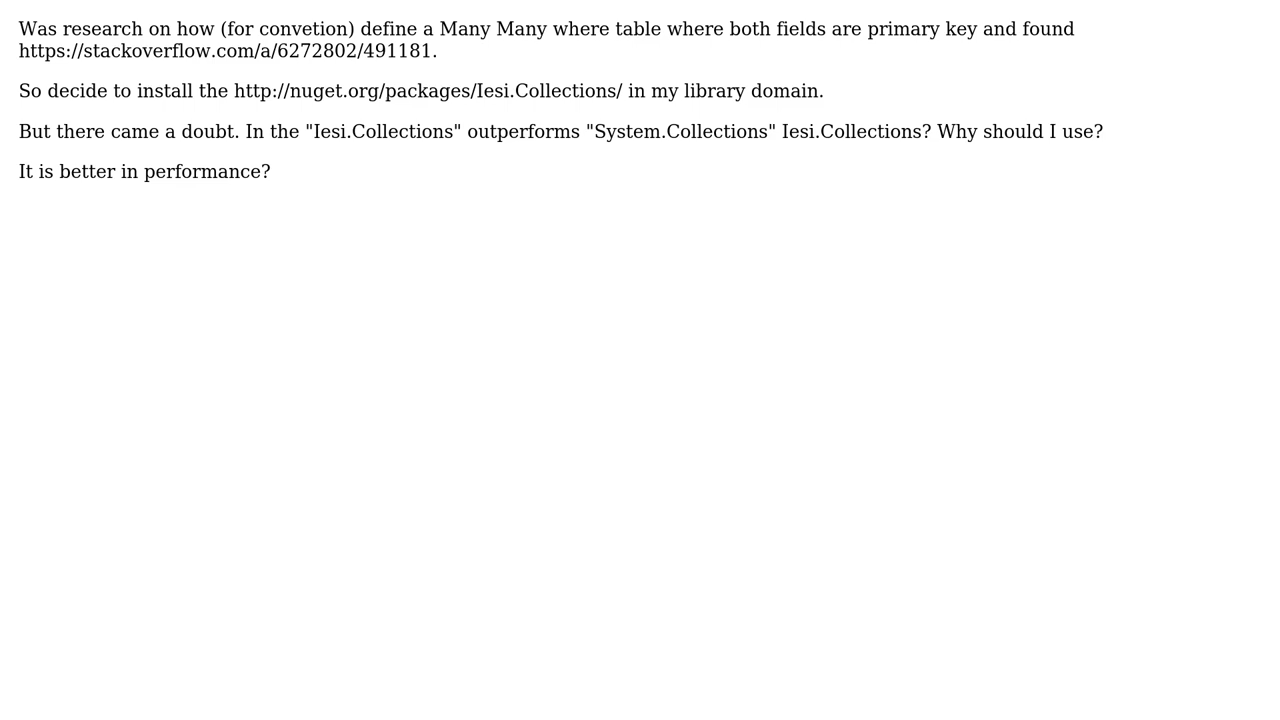 Was research on how (for convetion) define a Many Many where table where both fields are primary key and found
https://stackoverflow.com/a/6272802/491181.
So decide to install the http://nuget.org/packages/Iesi.Collections/ in my library domain.
But there came a doubt. In the "Iesi.Collections" outperforms "System.Collections" Iesi.Collections? Why should I use?
It is better in performance?